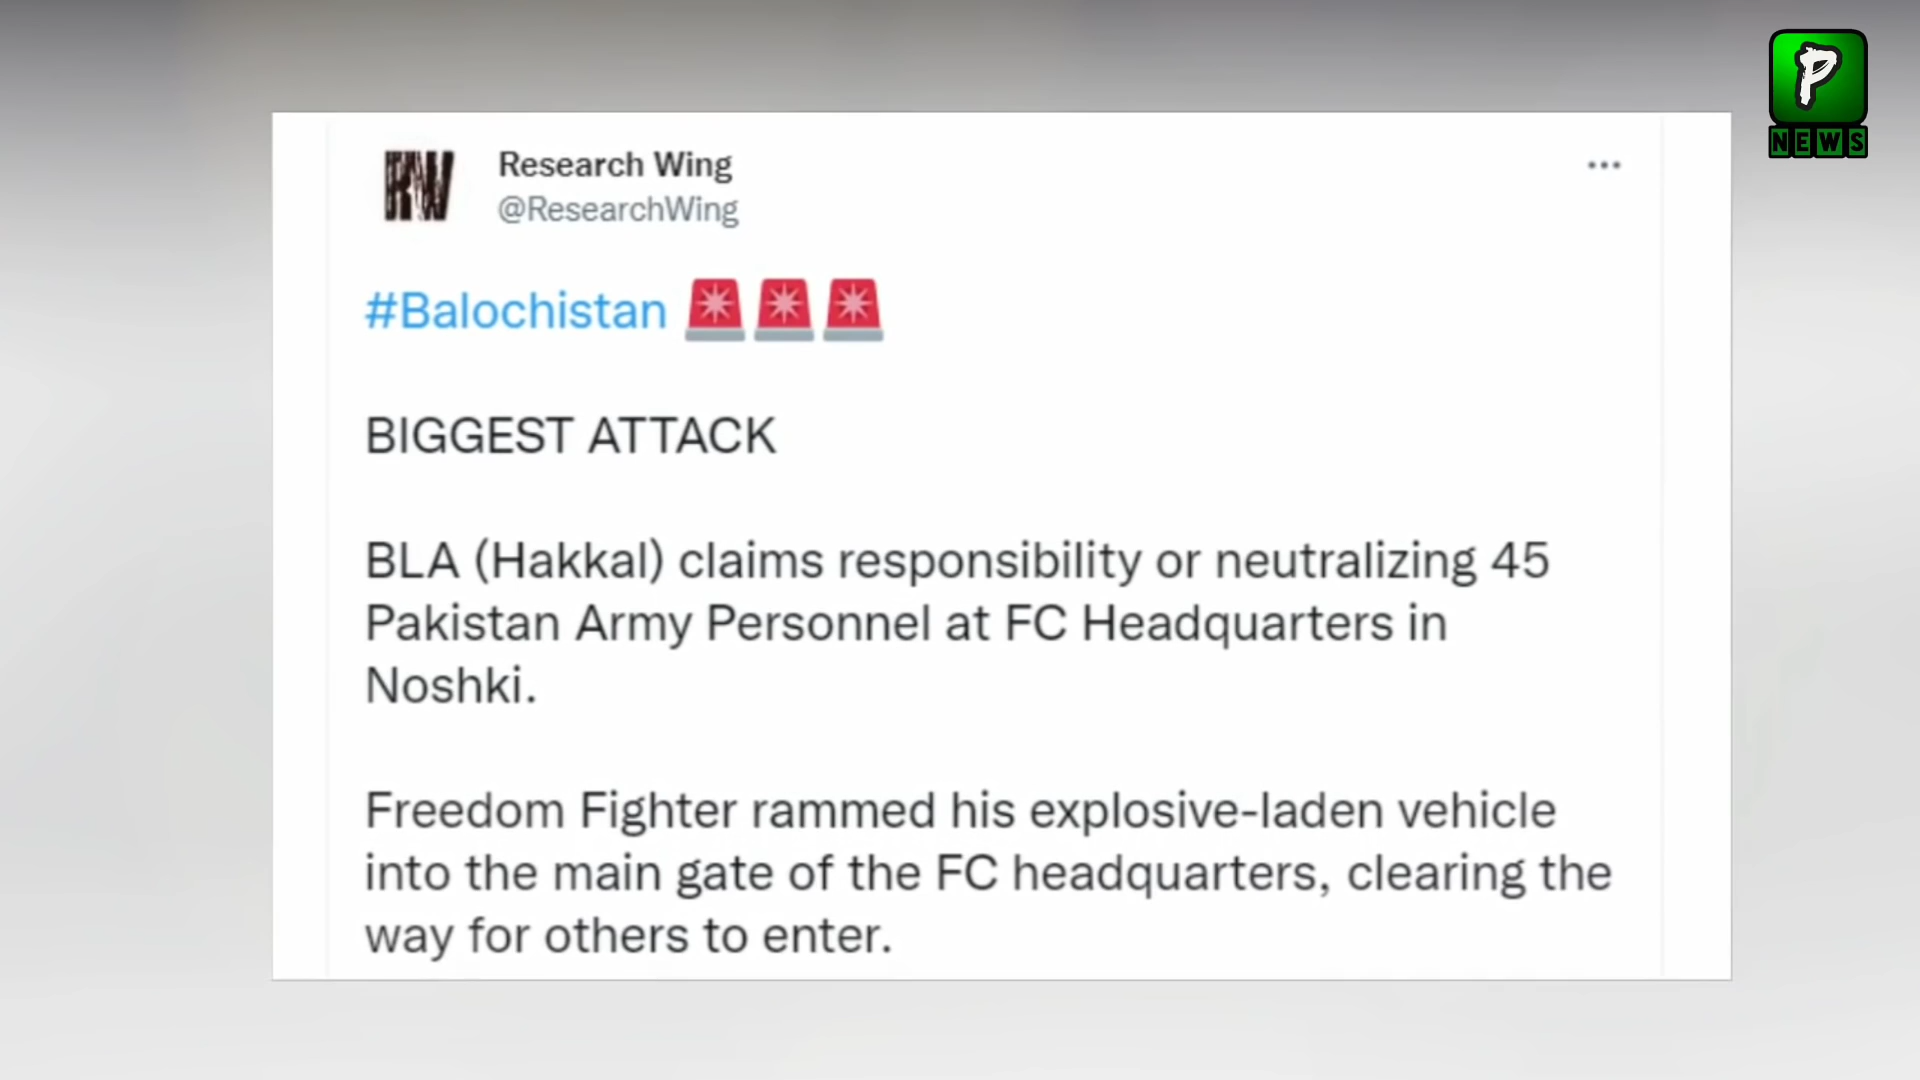 P
NEWS
RW
Research Wing
@ResearchWing
#Balochistan
BIGGEST ATTACK
BLA (Hakkal) claims responsibility or neutralizing 45
Pakistan Army Personnel at FC Headquarters in
Noshki.
Freedom Fighter rammed his explosive-laden vehicle
into the main gate of the FC headquarters, clearing the
way for others to enter.